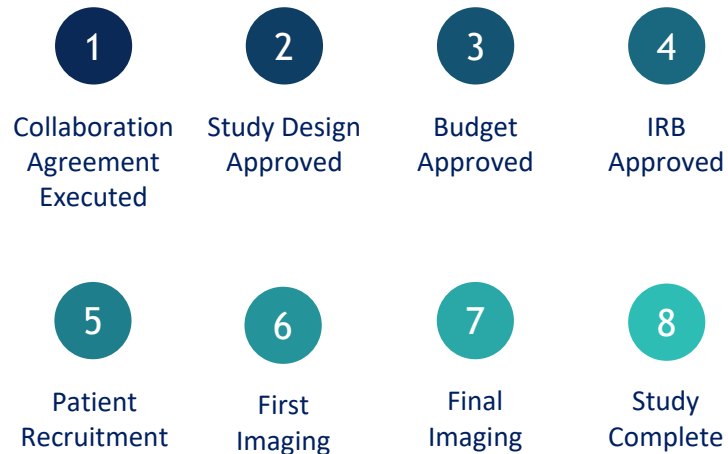 1
Collaboration
Agreement
Executed
2
Study Design
Approved
3
Budget
Approved
4
IRB
Approved
5
Patient
Recruitment
6
First
Imaging
7
Final
Imaging
8
Study
Complete